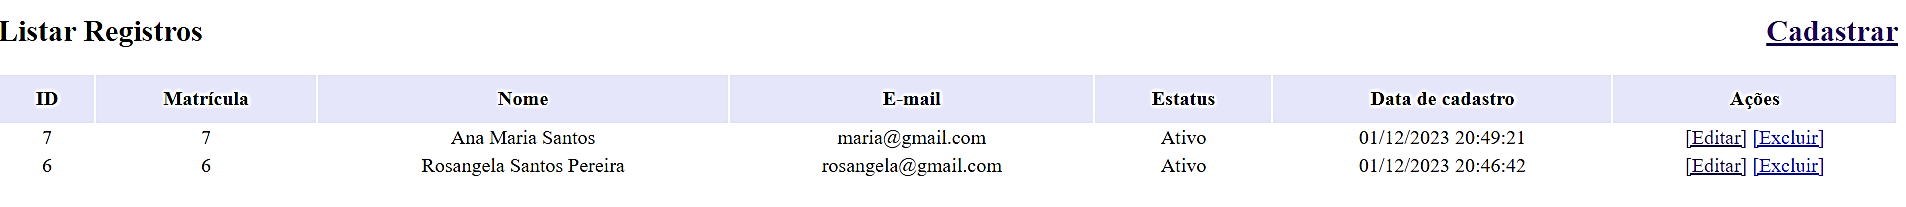 Listar Registros Cadastrar
ID Matrícula Nome E-mail Estatus Data de cadastro Ações
7 7 Ana Maria Santos maria@gmail.com Ativo 01/12/2023 20:49:21 [Editar] [Excluir]
6 6 Rosangela Santos Pereira rosangela@gmail.com Ativo 01/12/2023 20:46:42 [Editar] [Excluir]